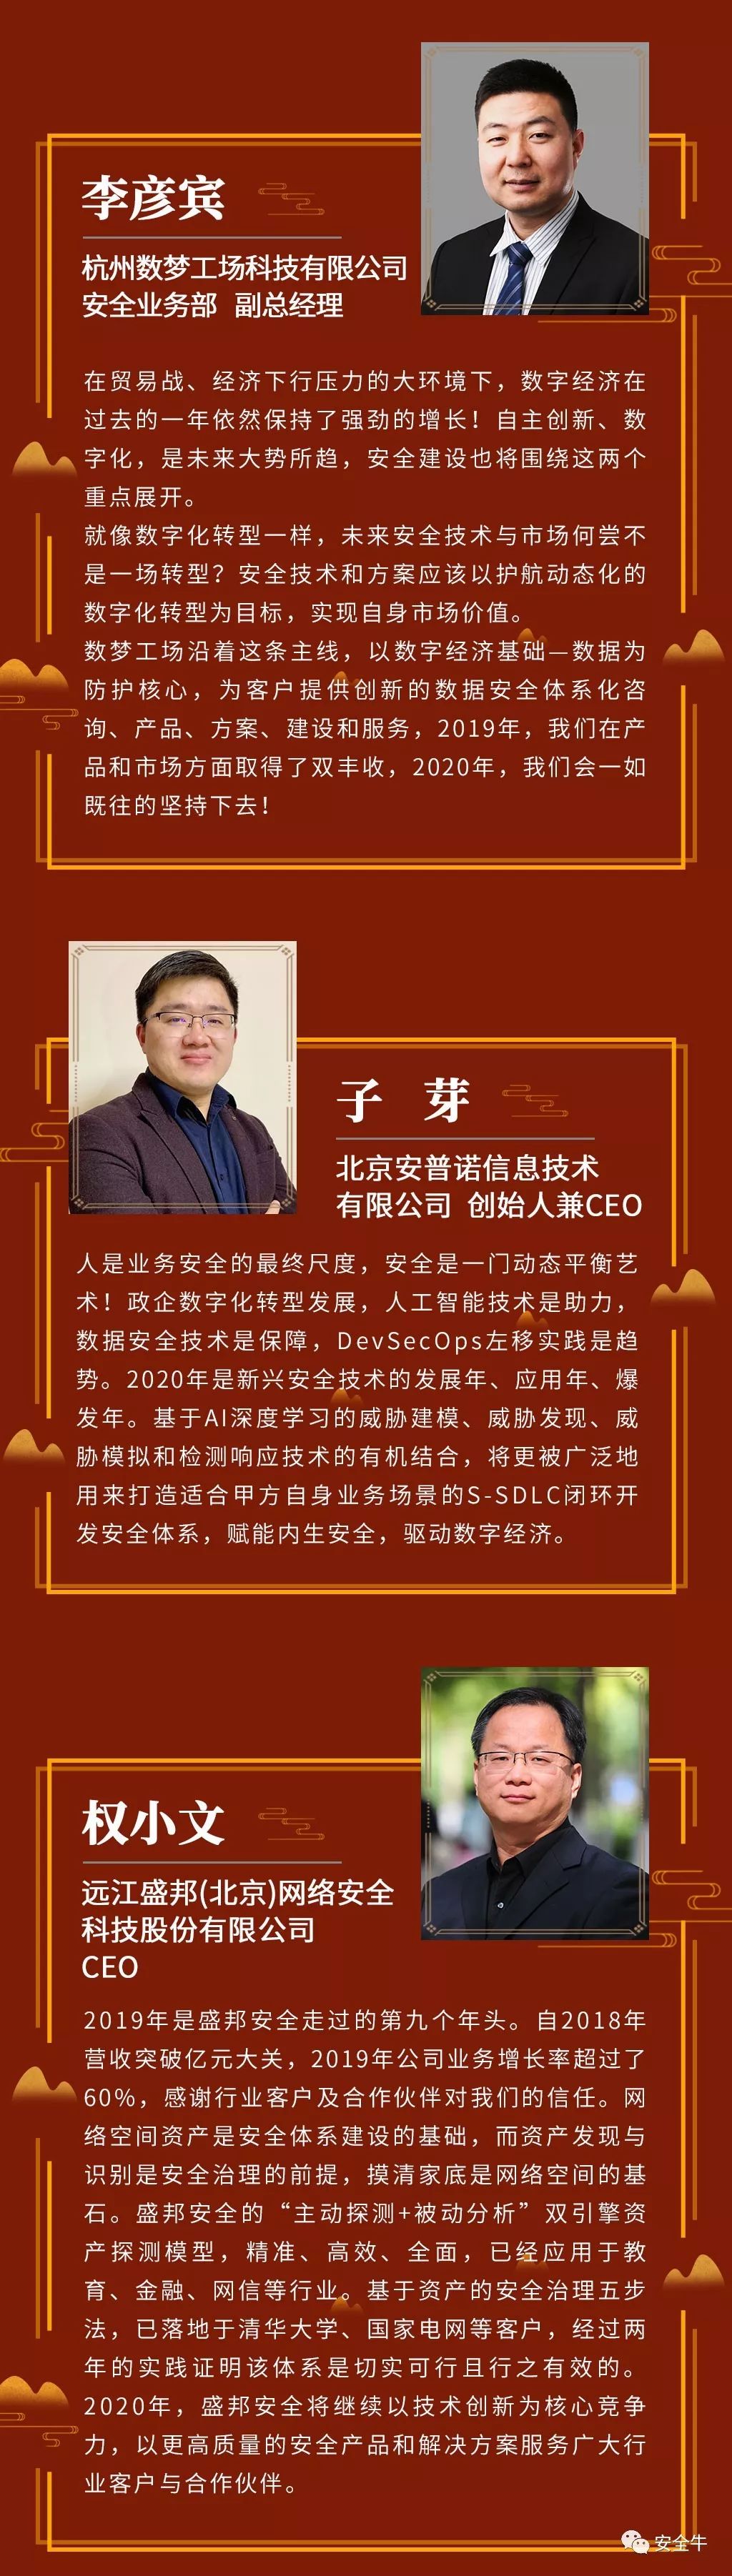 李彦宾
杭州数梦工场科技有限公司
安全业务部 副总经理
在贸易战、经济下行压力的大环境下，数字经济在
过去的一年依然保持了强劲的增长！自主创新、数
字化，是未来大势所趋，安全建设也将围绕这两个
重点展开。
就像数字化转型一样，未来安全技术与市场何尝不
是一场转型？安全技术和方案应该以护航动态化的
数字化转型为目标，实现自身市场价值。
数梦工场沿着这条主线，以数字经济基础—数据为
防护核心，为客户提供创新的数据安全体系化咨
询、产品、方案、建设和服务，2019年，我们在产
品和市场方面取得了双丰收，2020年，我们会一如
既往的坚持下去！
子 芽
北京安普诺信息技术
有限公司 创始人兼CEO
人是业务安全的最终尺度，安全是一门动态平衡艺
术！政企数字化转型发展，人工智能技术是助力，
数据安全技术是保障，DevSecOps左移实践是趋
势。2020年是新兴安全技术的发展年、应用年、爆
发年。基于AI深度学习的威胁建模、威胁发现、威
胁模拟和检测响应技术的有机结合，将更被广泛地
用来打造适合甲方自身业务场景的S-SDLC闭环开
发安全体系，赋能内生安全，驱动数字经济。
权小文
远江盛邦(北京)网络安全
科技股份有限公司
CEO
2019年是盛邦安全走过的第九个年头。自2018年
营收突破亿元大关，2019年公司业务增长率超过了
60%，感谢行业客户及合作伙伴对我们的信任。网
络空间资产是安全体系建设的基础，而资产发现与
识别是安全治理的前提，摸清家底是网络空间的基
石。盛邦安全的“主动探测+被动分析”双引擎资
产探测模型，精准、高效、全面，已经应用于教
育、金融、网信等行业。基于资产的安全治理五步
法，已落地于清华大学、国家电网等客户，经过两
年的实践证明该体系是切实可行且行之有效的。
2020年，盛邦安全将继续以技术创新为核心竞争
力，以更高质量的安全产品和解决方案服务广大行
业客户与合作伙伴。
安全牛